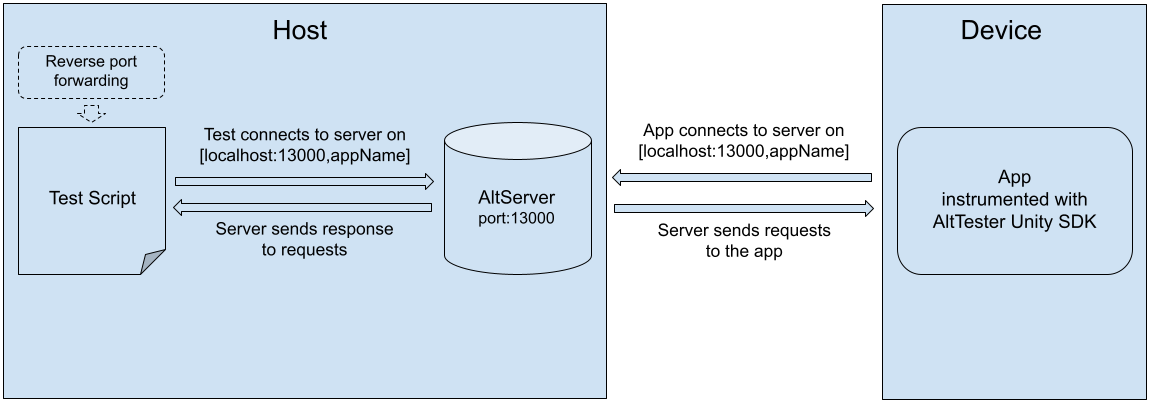 Host
Device
Reverse port
forwarding
Test Script
Test connects to server on
[localhost:13000,appName]
Server sends response
to requests
AltServer
port:13000
App connects to server on
[localhost:13000,appName]
Server sends requests
to the app
App
instrumented with
AltTester Unity SDK